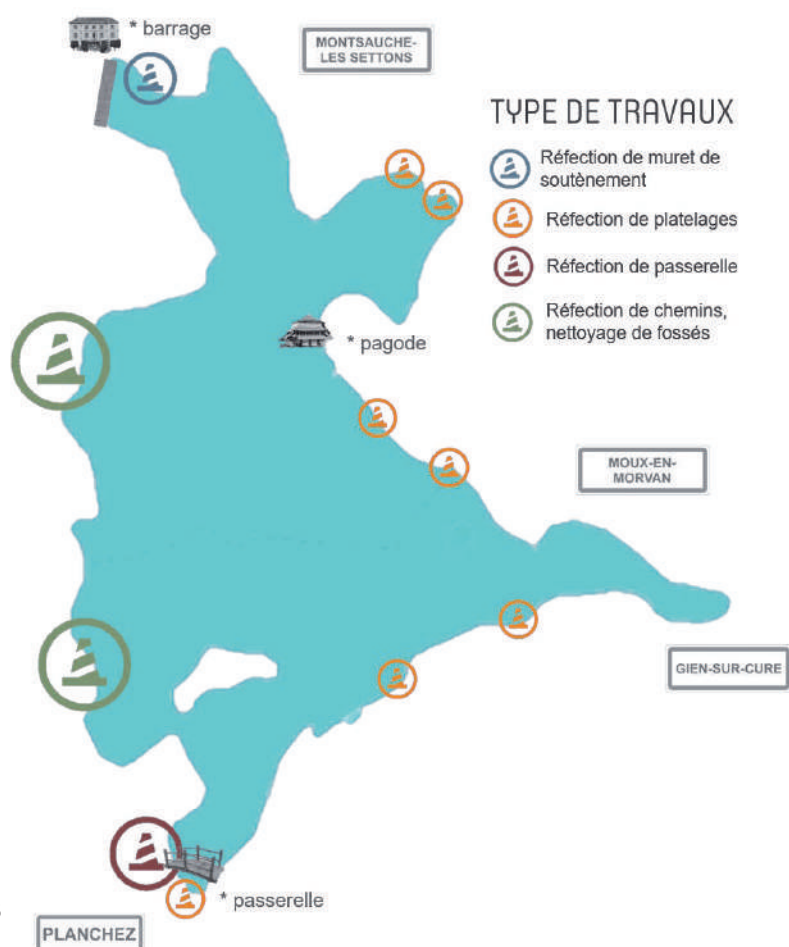 * barrage
MONTSAUCHE-
LES SETTONS
TYPE DE TRAVAUX
Réfection de muret de
soutènement
Réfection de platelages
Réfection de passerelle
Réfection de chemins,
nettoyage de fossés
* pagode
MOUX-EN-
MORVAN
GIEN-SUR-CURE
* passerelle
PLANCHEZ